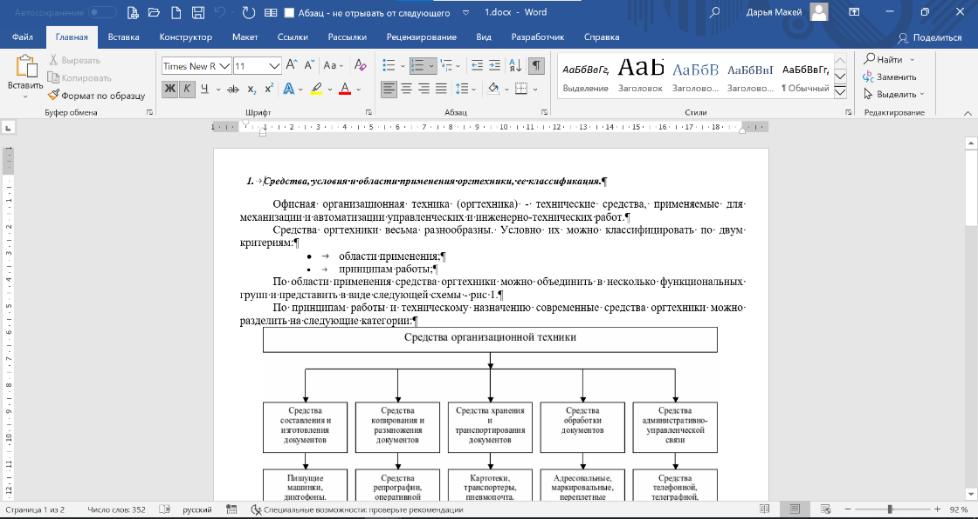 Автосохранение
Абзац - не отрывать от следующего
1.docx - Word
Дарья Макей
Файл Главная Вставка Конструктор Макет Ссылки Рассылки Рецензирование Вид Разработчик Справка
Поделиться
Вставить
Вырезать
Копировать
Формат по образцу
Буфер обмена
Times New R 11
Ж К Ч
Шрифт
Абзац
АаБбВвГг, АаБ АаБбВ АаБбВвГ АаБбВвГг,
Выделение Заголовок Заголово... Заголово... 1 Обычный
Стили
Найти
Заменить
Выделить
Редактирование
1. Средства, условия и области применения оргтехники, ее классификация.¶
Офисная организационная техника (оргтехника) - технические средства, применяемые для
механизации и автоматизации управленческих и инженерно-технических работ.¶
Средства оргтехники весьма разнообразны. Условно их можно классифицировать по двум
критериям:¶
• области применения;¶
• принципам работы;¶
По области применения средства оргтехники можно объединить в несколько функциональных
групп и представить в виде следующей схемы - рис 1.¶
По принципам работы и техническому назначению современные средства оргтехники можно
разделить на следующие категории:¶
Средства организационной техники
Средства
составления и
изготовления
документов
Средства
копирования и
размножения
документов
Средства хранения
и
транспортирования
документов
Средства
обработки
документов
Средства
административно-
управленческой
связи
Пишущие
машинки,
диктофоны,
Средства
репрографии,
оперативной
Картотеки,
транспортеры,
пневмопочта,
Адресовальные,
маркировальные,
переплетные
Средства
телефонной,
телеграфной,
Страница 1 из 2 Число слов: 352 русский Специальные возможности: проверьте рекомендации 92 %